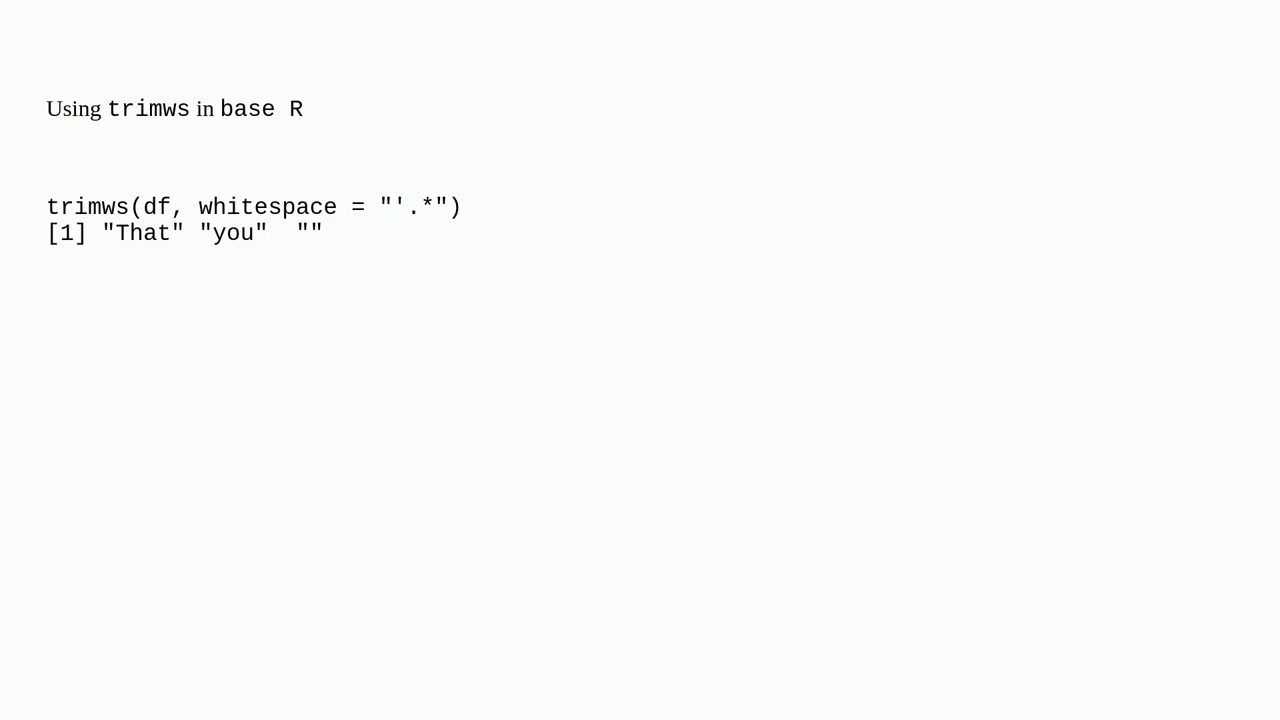 Using trimws in base R
trimws(df, whitespace = "'.*")
[1] "That" "you"  ""